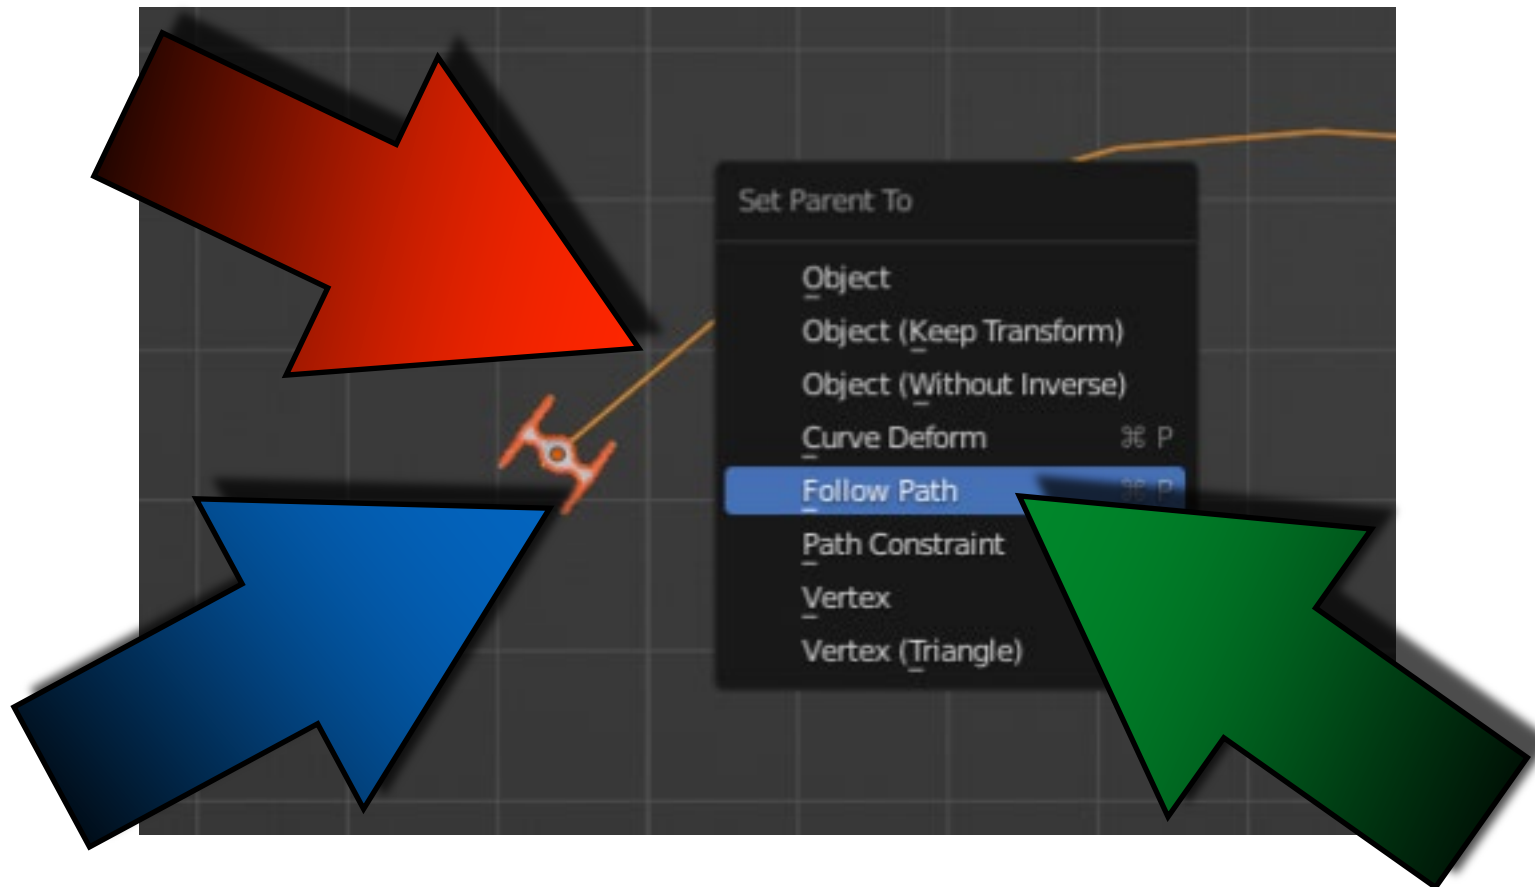 Set Parent To
Object
Object (Keep Transform)
Object (Without Inverse)
Curve Deform ⌘ P
Follow Path ⌘ P
Path Constraint
Vertex
Vertex (Triangle)